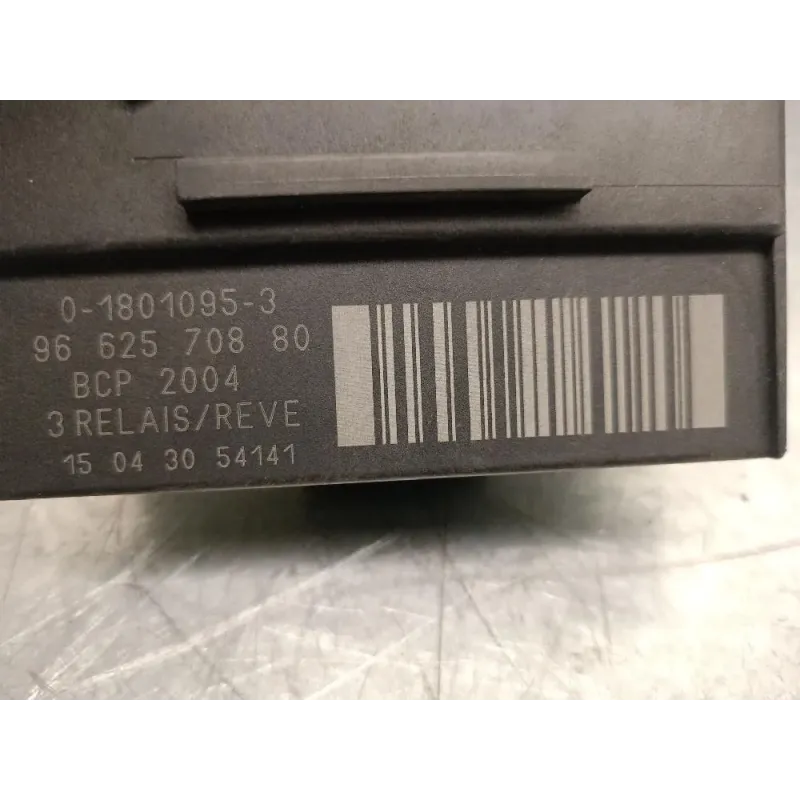 0-1801095-3
96 625 708 80
BCP 2004
3 RELAIS/REVE
15 04 30 54141